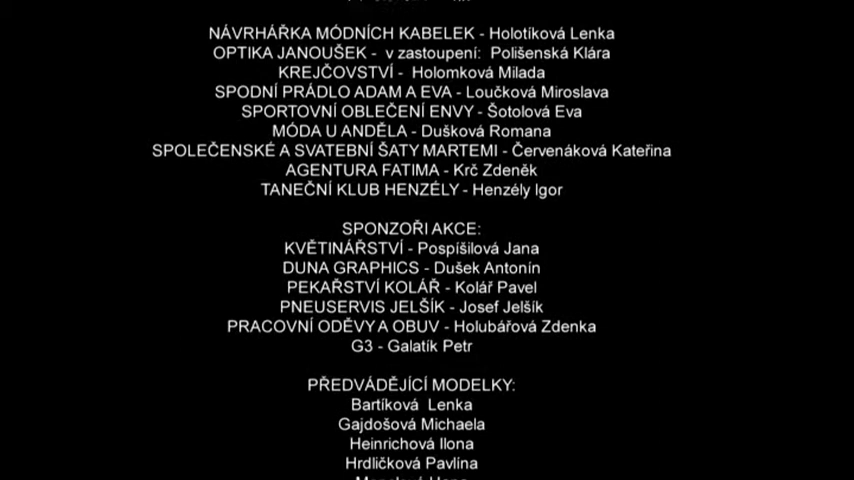 NÁVRHÁŘKA MÓDNÍCH KABELEK - Holotíková Lenka
OPTIKA JANOUŠEK - v zastoupení: Polišenská Klára
KREJČOVSTVÍ - Holomková Milada
SPODNÍ PRÁDLO ADAM A EVA - Loučková Miroslava
SPORTOVNÍ OBLEČENÍ ENVY - Šotolová Eva
MÓDA U ANDĚLA - Dušková Romana
SPOLEČENSKÉ A SVATEBNÍ ŠATY MARTEMI - Červenáková Kateřina
AGENTURA FATIMA - Krč Zdeněk
TANEČNÍ KLUB HENZÉLY - Henzély Igor
SPONZOŘI AKCE:
KVĚTINÁŘSTVÍ - Pospíšilová Jana
DUNA GRAPHICS - Dušek Antonín
PEKAŘSTVÍ KOLÁŘ - Kolář Pavel
PNEUSERVIS JELŠÍK - Josef Jelšík
PRACOVNÍ ODĚVY A OBUV - Holubářová Zdenka
G3 - Galatík Petr
PŘEDVÁDĚJÍCÍ MODELKY:
Bartíková Lenka
Gajdošová Michaela
Heinrichová Ilona
Hrdličková Pavlína